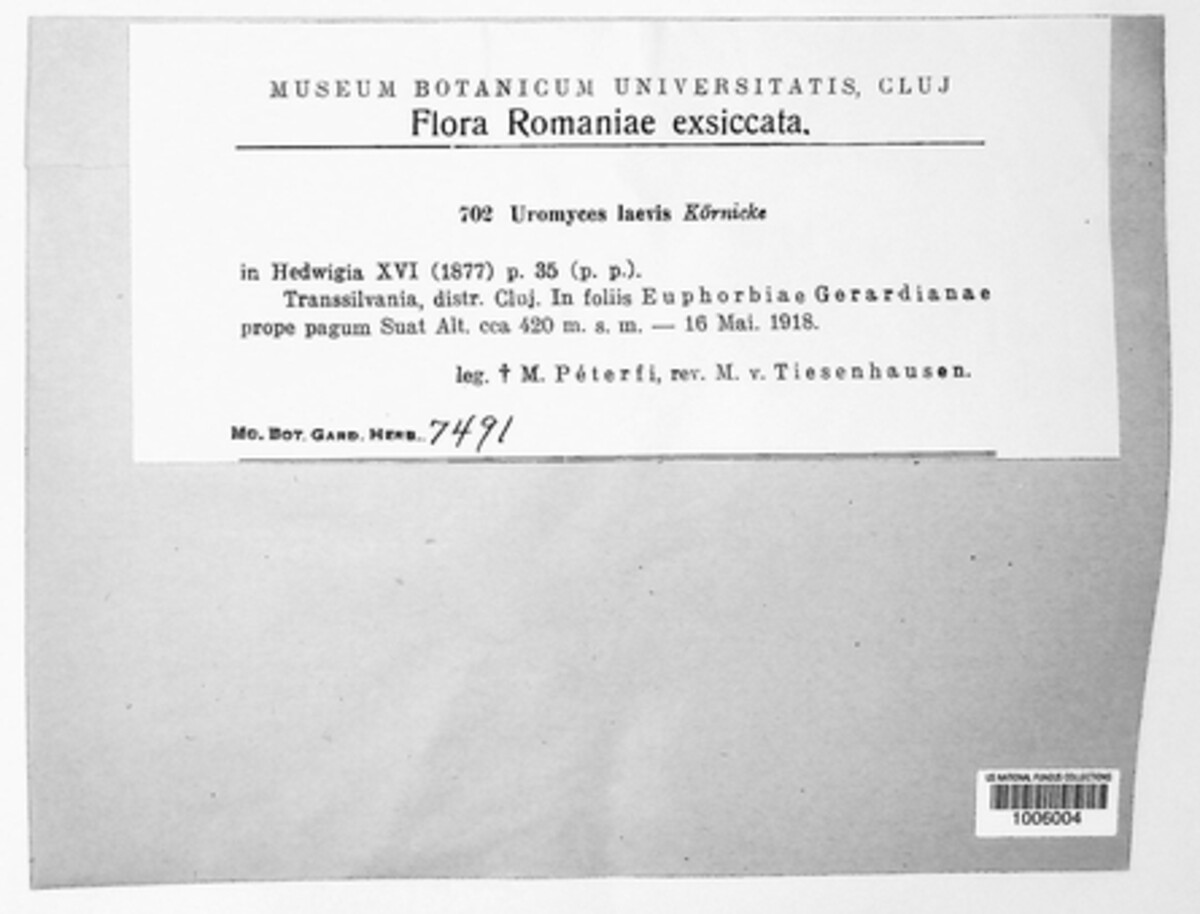 MUSEUM BOTANICUM UNIVERSITATIS, CLUJ
Flora Romaniae exsiccata.
702 Uromyces laevis Körnicke
in Hedwigia XVI (1877) p. 35 (p. p.).
Transsilvania, distr. Cluj. In foliis Euphorbiae Gerardianae
prope pagum Suat Alt. cca 420 m. s. m. — 16 Mai. 1918.
leg. † M. Péterfi, rev. M. v. Tiesenhausen.
MO. BOT. GARD. HERB. 7491
US NATIONAL FUNGUS COLLECTIONS
1006004